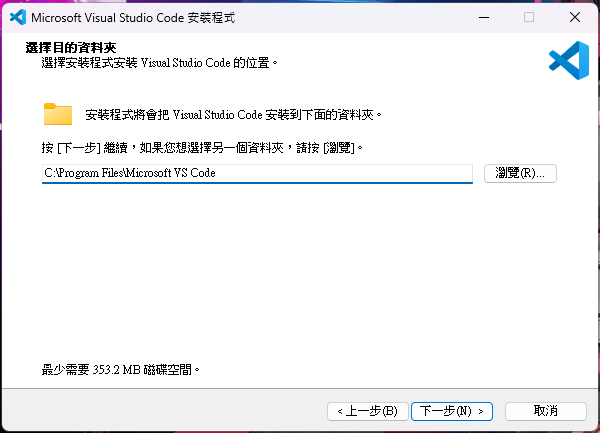 Microsoft Visual Studio Code 安裝程式
選擇目的資料夾
選擇安裝程式安裝 Visual Studio Code 的位置。
安裝程式將會把 Visual Studio Code 安裝到下面的資料夾。
按 [下一步] 繼續，如果您想選擇另一個資料夾，請按 [瀏覽]。
C:\Program Files\Microsoft VS Code
瀏覽(R)...
最少需要 353.2 MB 磁碟空間。
< 上一步(B) 下一步(N) > 取消